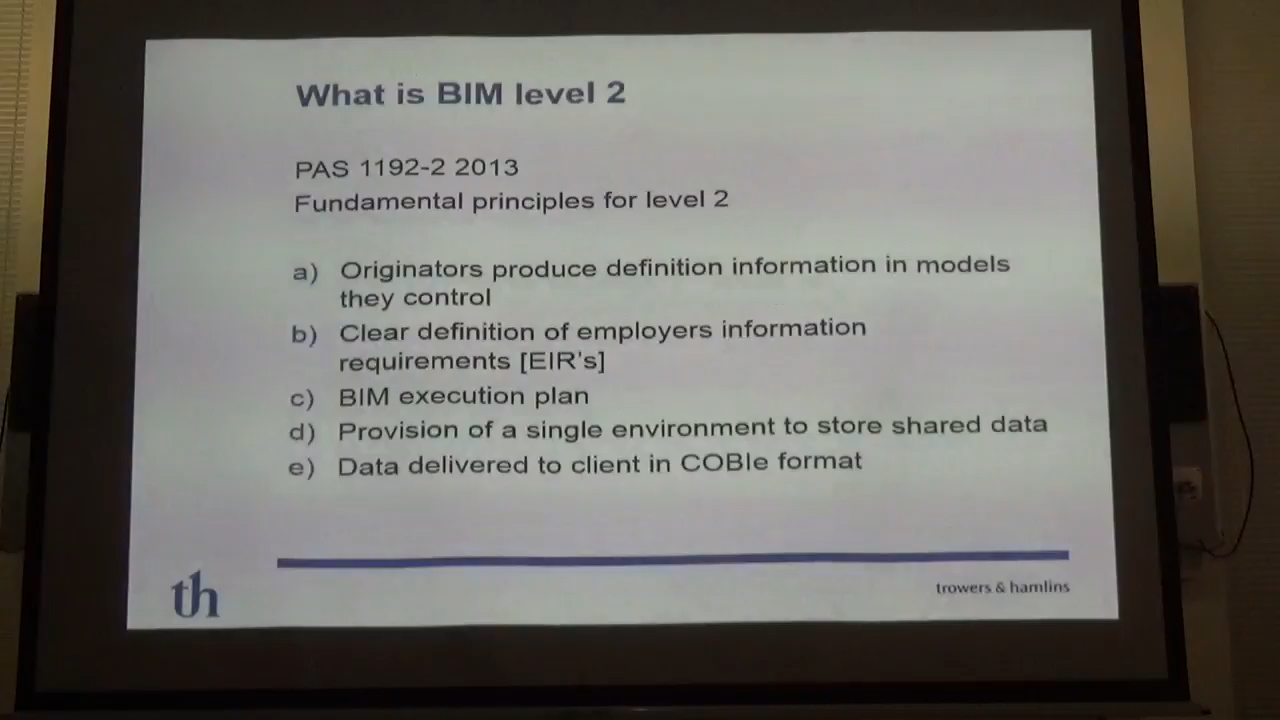 What is BIM level 2
PAS 1192-2 2013
Fundamental principles for level 2
a) Originators produce definition information in models
they control
b) Clear definition of employers information
requirements [EIR's]
c) BIM execution plan
d) Provision of a single environment to store shared data
e) Data delivered to client in COBIe format
th
trowers & hamlins